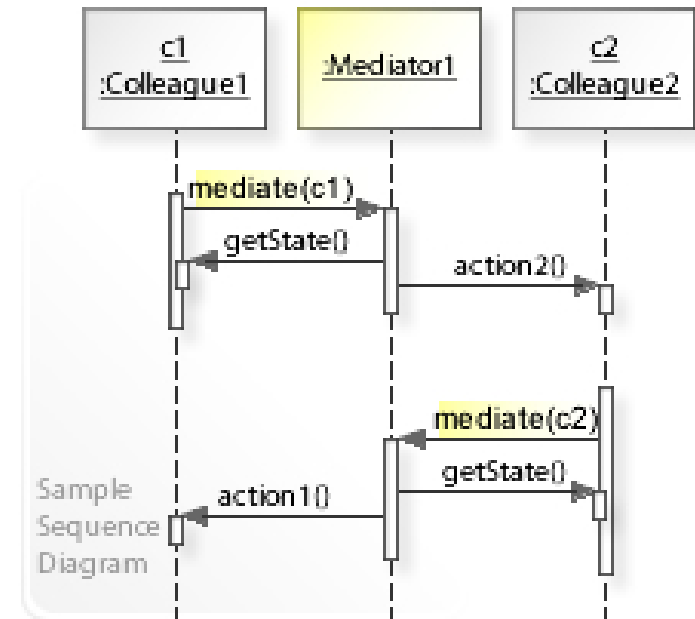 c1
:Colleague1
:Mediator1
c2
:Colleague2
mediate(c1)
getState()
action2()
mediate(c2)
getState()
action1()
Sample
Sequence
Diagram